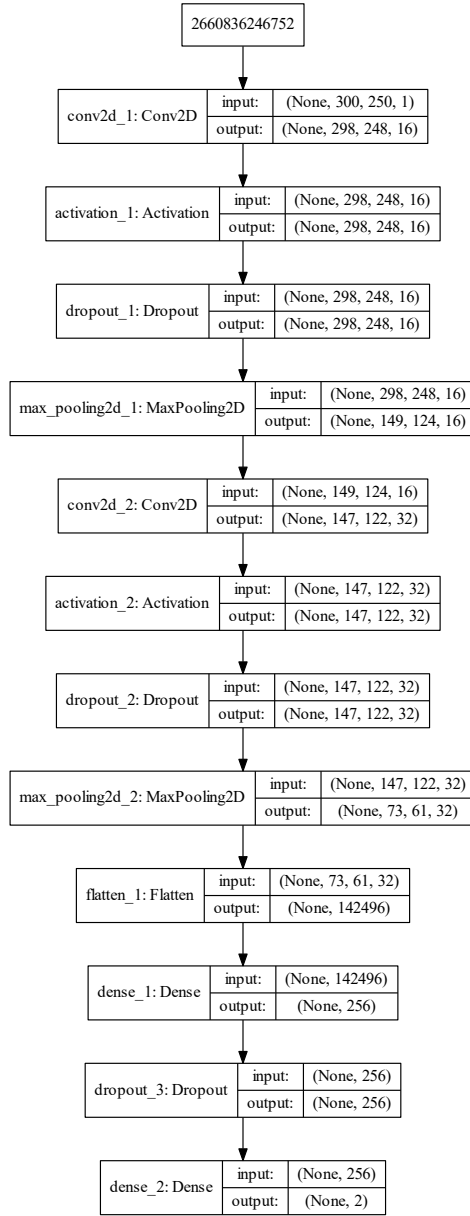 2660836246752
conv2d_1: Conv2D
input: (None, 300, 250, 1)
output: (None, 298, 248, 16)
activation_1: Activation
input: (None, 298, 248, 16)
output: (None, 298, 248, 16)
dropout_1: Dropout
input: (None, 298, 248, 16)
output: (None, 298, 248, 16)
max_pooling2d_1: MaxPooling2D
input: (None, 298, 248, 16)
output: (None, 149, 124, 16)
conv2d_2: Conv2D
input: (None, 149, 124, 16)
output: (None, 147, 122, 32)
activation_2: Activation
input: (None, 147, 122, 32)
output: (None, 147, 122, 32)
dropout_2: Dropout
input: (None, 147, 122, 32)
output: (None, 147, 122, 32)
max_pooling2d_2: MaxPooling2D
input: (None, 147, 122, 32)
output: (None, 73, 61, 32)
flatten_1: Flatten
input: (None, 73, 61, 32)
output: (None, 142496)
dense_1: Dense
input: (None, 142496)
output: (None, 256)
dropout_3: Dropout
input: (None, 256)
output: (None, 256)
dense_2: Dense
input: (None, 256)
output: (None, 2)